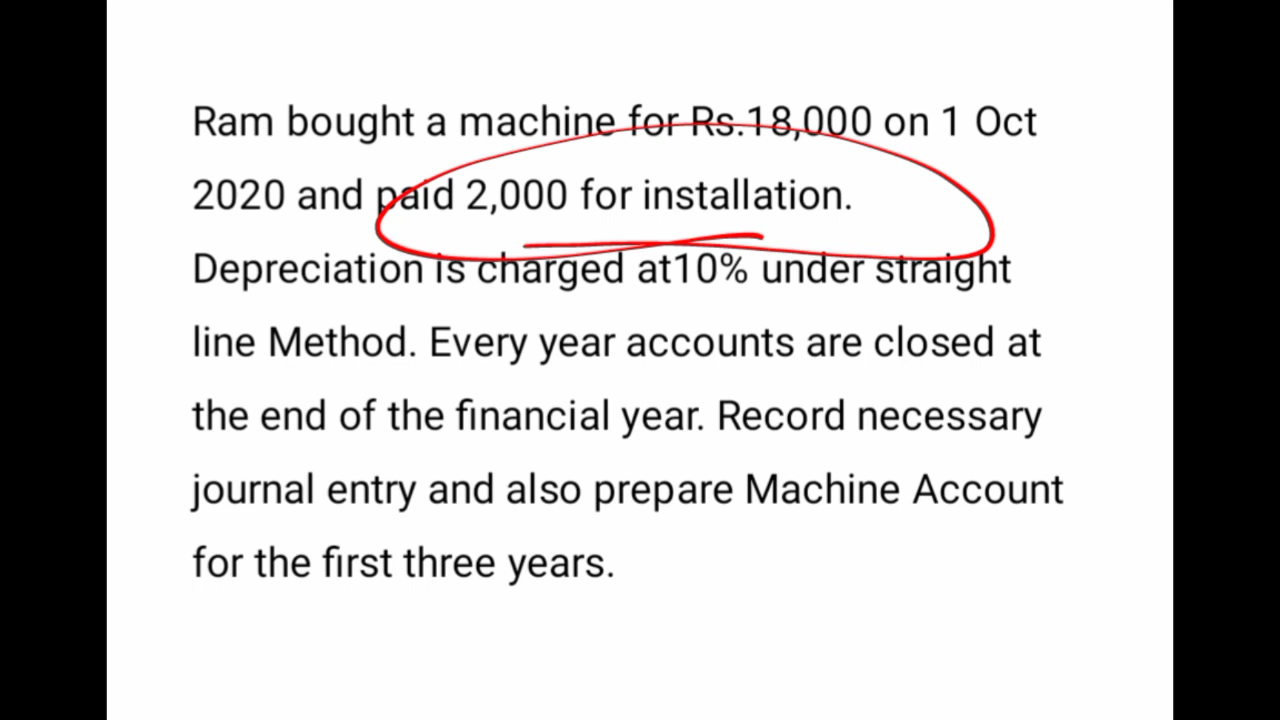 Ram bought a machine for Rs.18,000 on 1 Oct
2020 and paid 2,000 for installation.
Depreciation is charged at10% under straight
line Method. Every year accounts are closed at
the end of the financial year. Record necessary
journal entry and also prepare Machine Account
for the first three years.